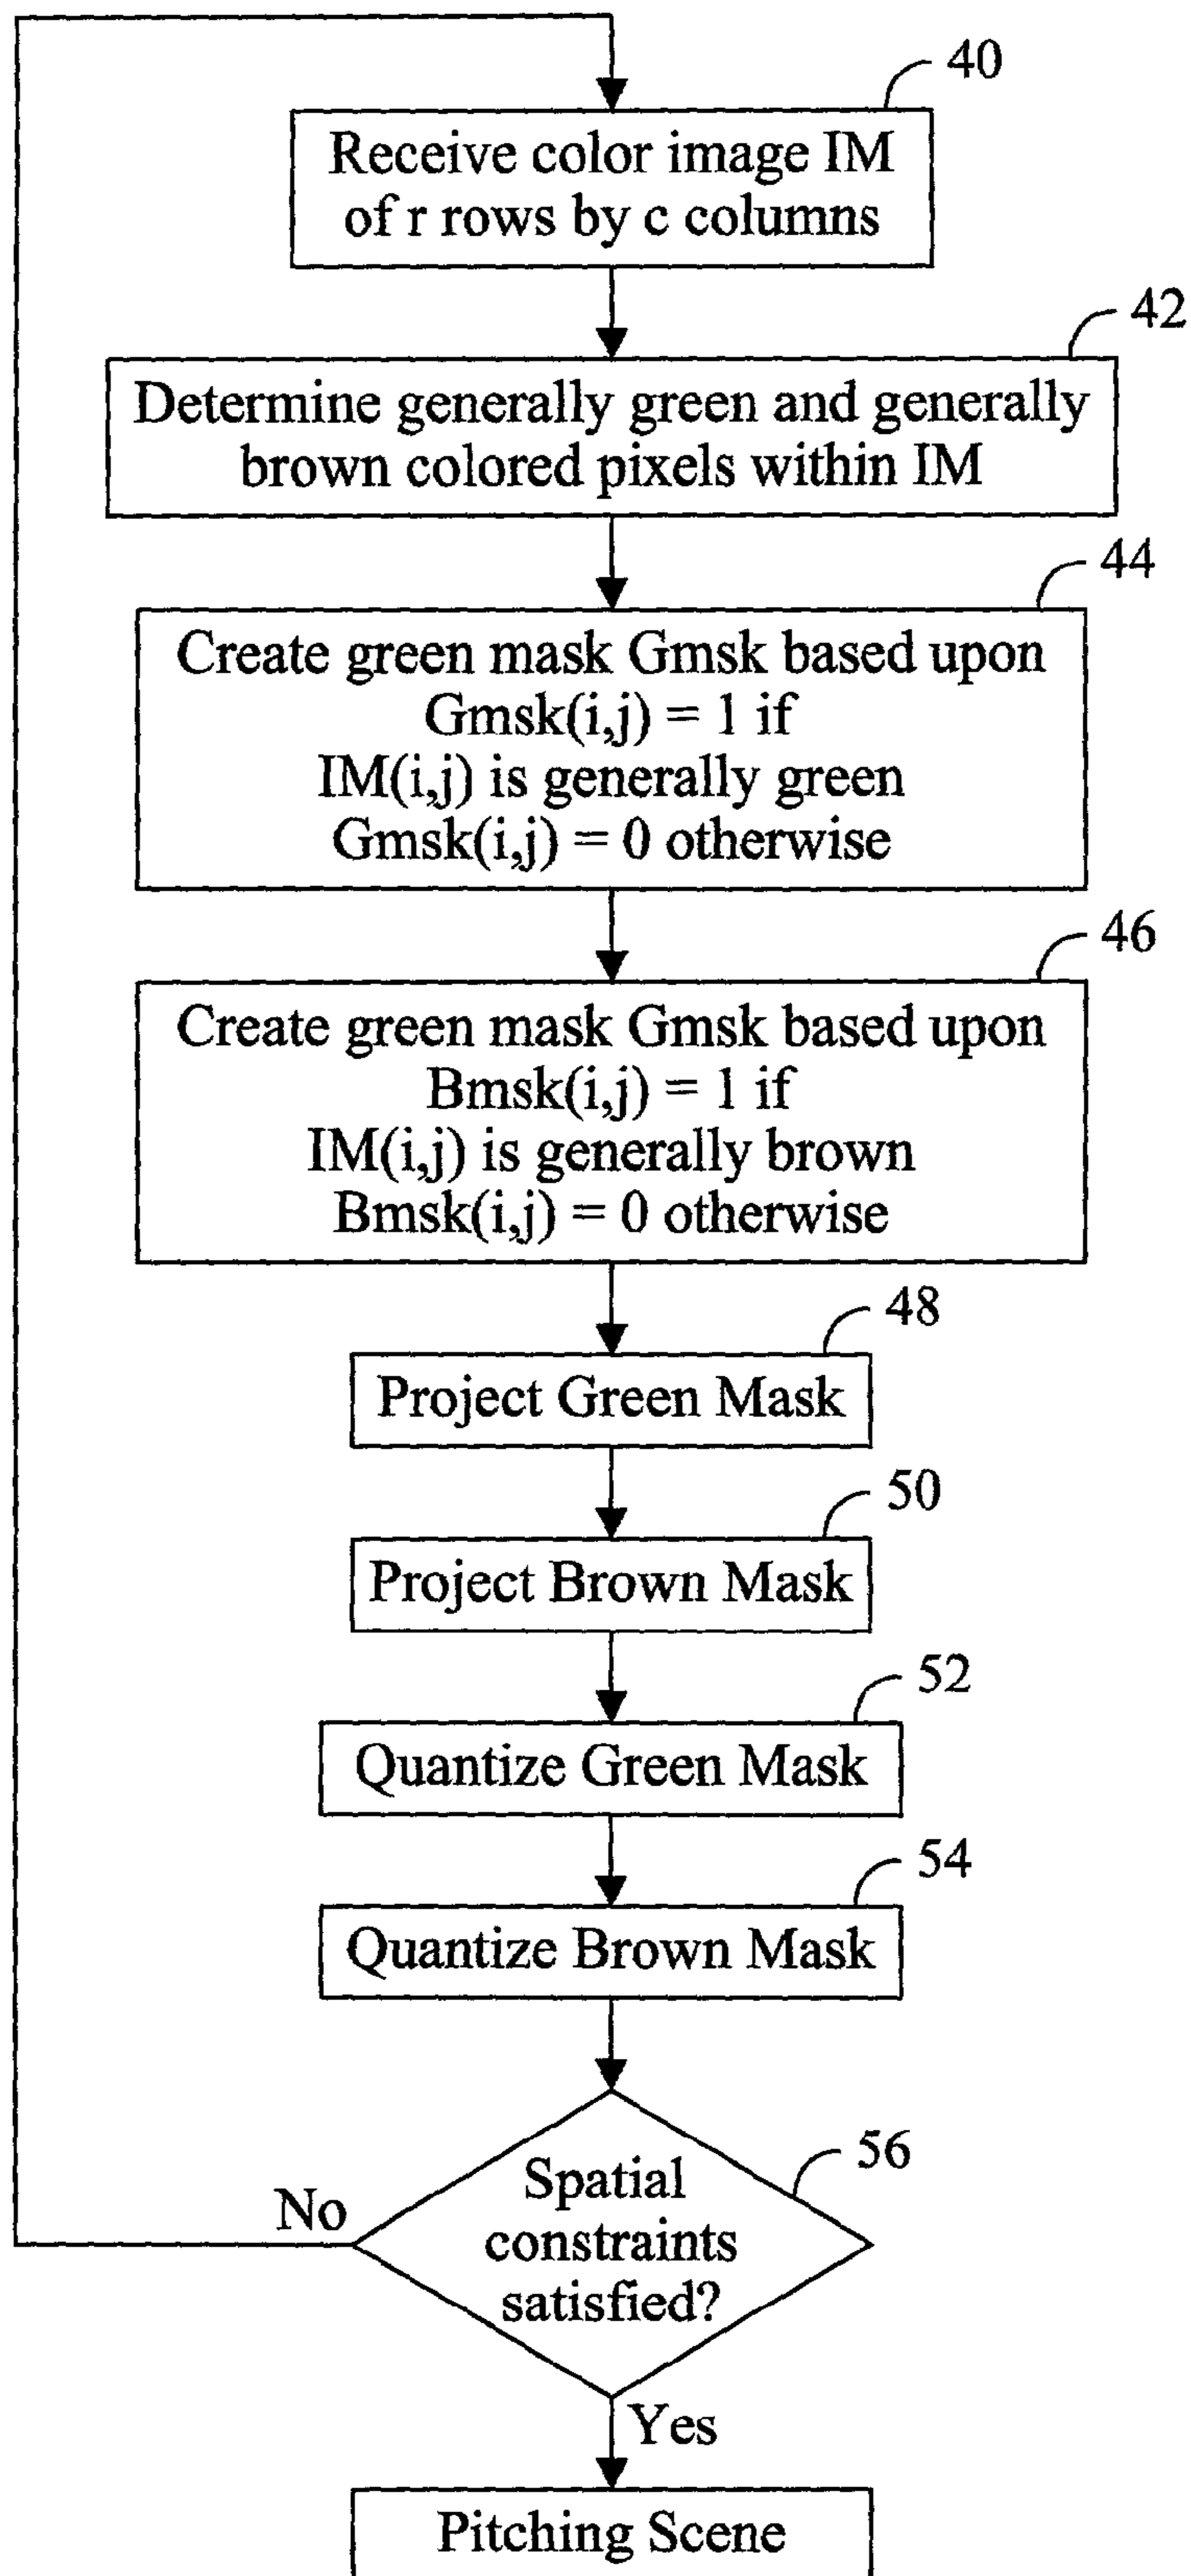 40
Receive color image IM
of r rows by c columns
42
Determine generally green and generally
brown colored pixels within IM
44
Create green mask Gmsk based upon
Gmsk(i,j) = 1 if
IM(i,j) is generally green
Gmsk(i,j) = 0 otherwise
46
Create green mask Gmsk based upon
Bmsk(i,j) = 1 if
IM(i,j) is generally brown
Bmsk(i,j) = 0 otherwise
48
Project Green Mask
50
Project Brown Mask
52
Quantize Green Mask
54
Quantize Brown Mask
56
Spatial
constraints
satisfied?
No
Yes
Pitching Scene